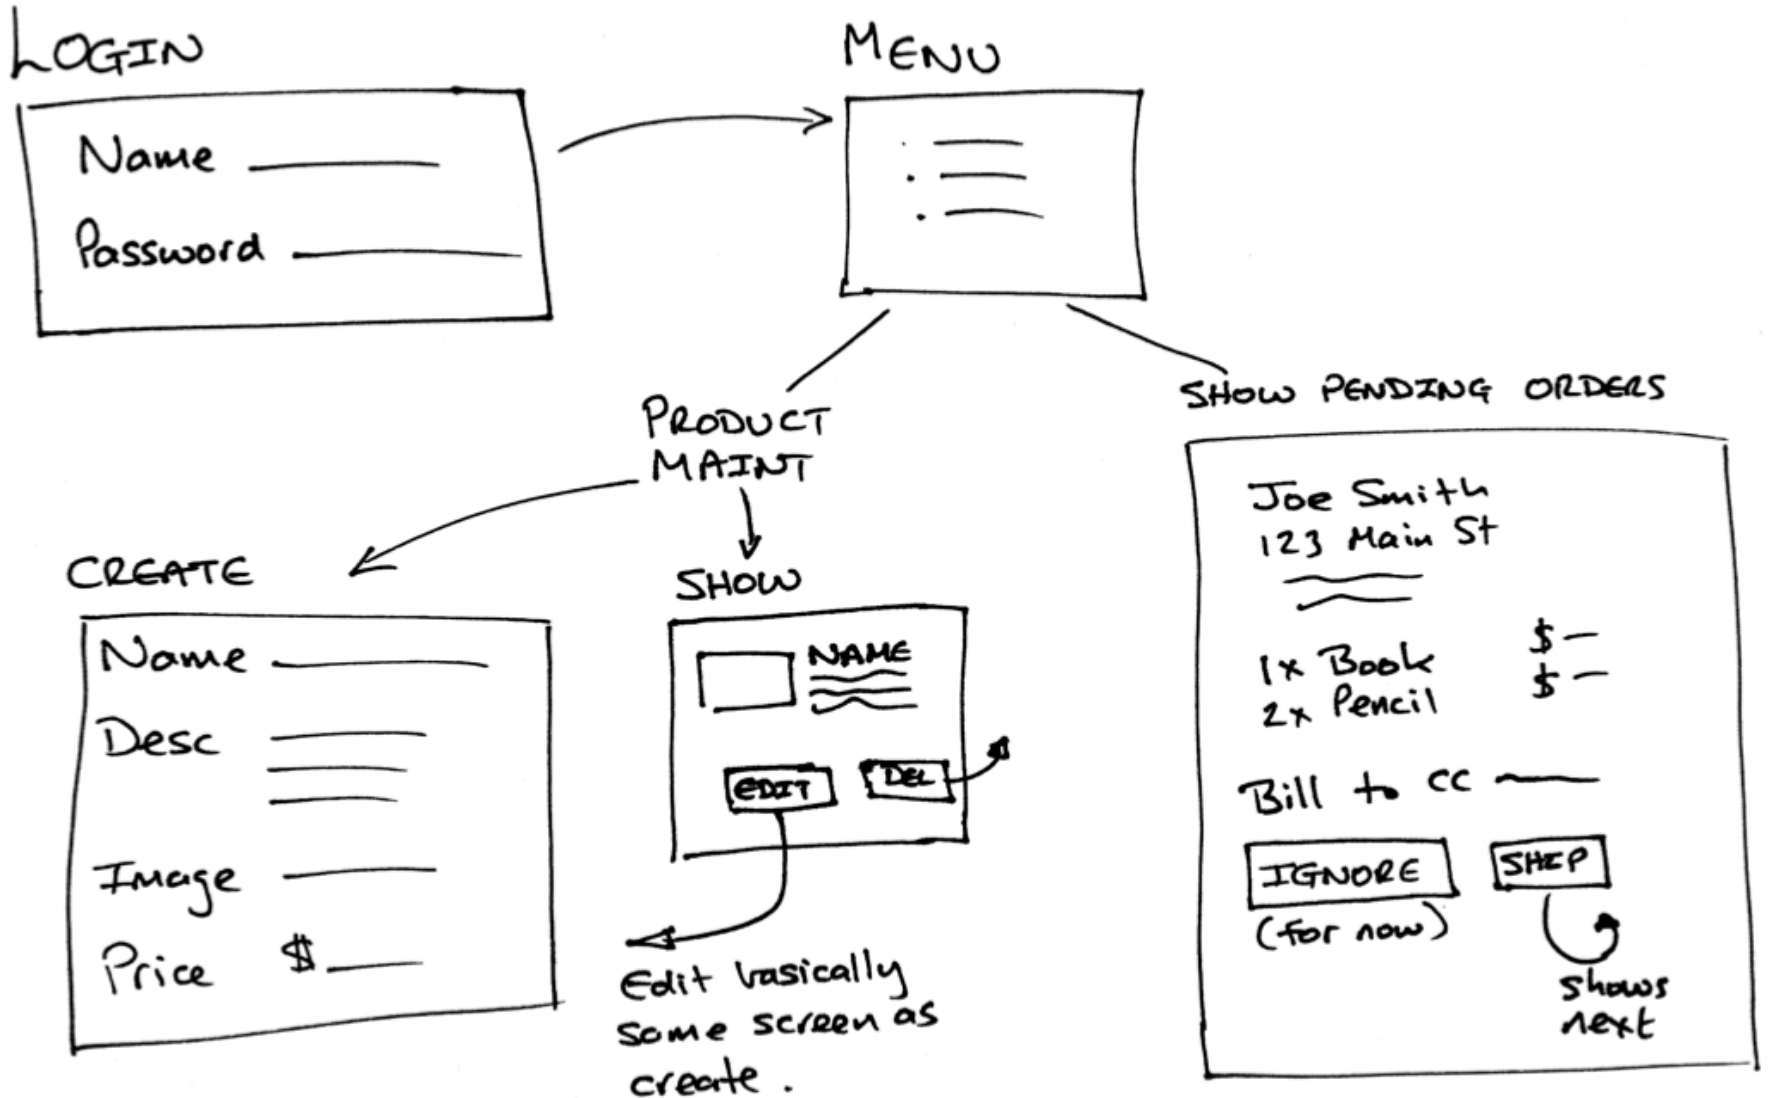 LOGIN
Name
Password
MENU
PRODUCT
MAINT
SHOW PENDING ORDERS
CREATE
Name
Desc
Image
Price $
SHOW
NAME
EDIT DEL
Edit basically
same screen as
create.
Joe Smith
123 Main St
1x Book $
2x Pencil $
Bill to CC
IGNORE SHIP
(for now)
shows
next